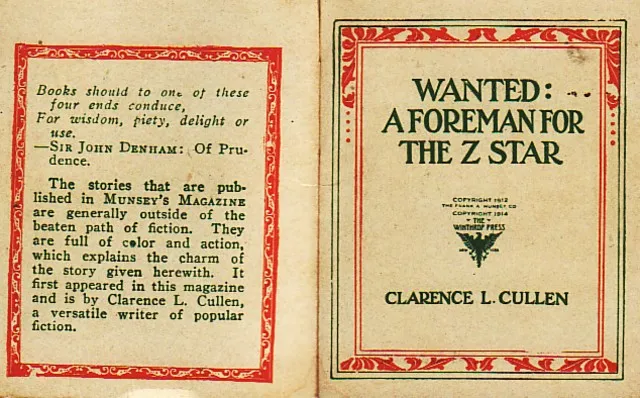 Books should to one of these
four ends conduce,
For wisdom, piety, delight or
use.
—SIR JOHN DENHAM: Of Pru-
dence.
The stories that are pub-
lished in MUNSEY'S MAGAZINE
are generally outside of the
beaten path of fiction. They
are full of color and action,
which explains the charm of
the story given herewith. It
first appeared in this magazine
and is by Clarence L. Cullen,
a versatile writer of popular
fiction.
WANTED:
A FOREMAN FOR
THE Z STAR
COPYRIGHT 1912
THE FRANK A. MUNSEY CO
COPYRIGHT 1914
THE
WINTHROP PRESS
CLARENCE L. CULLEN